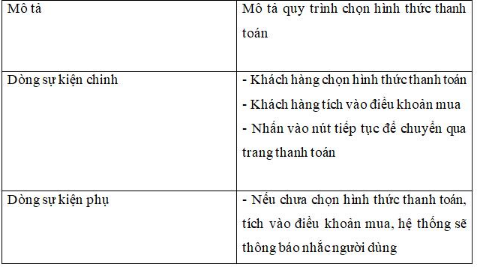 Mô tả
Mô tả quy trình chọn hình thức thanh
toán
Dòng sự kiện chinh
- Khách hàng chọn hình thức thanh toán
- Khách hàng tích vào điều khoản mua
- Nhấn vào nút tiếp tục để chuyển qua
trang thanh toán
Dòng sự kiện phụ
- Nếu chưa chọn hình thức thanh toán,
tích vào điều khoản mua, hệ thống sẽ
thông báo nhắc người dùng